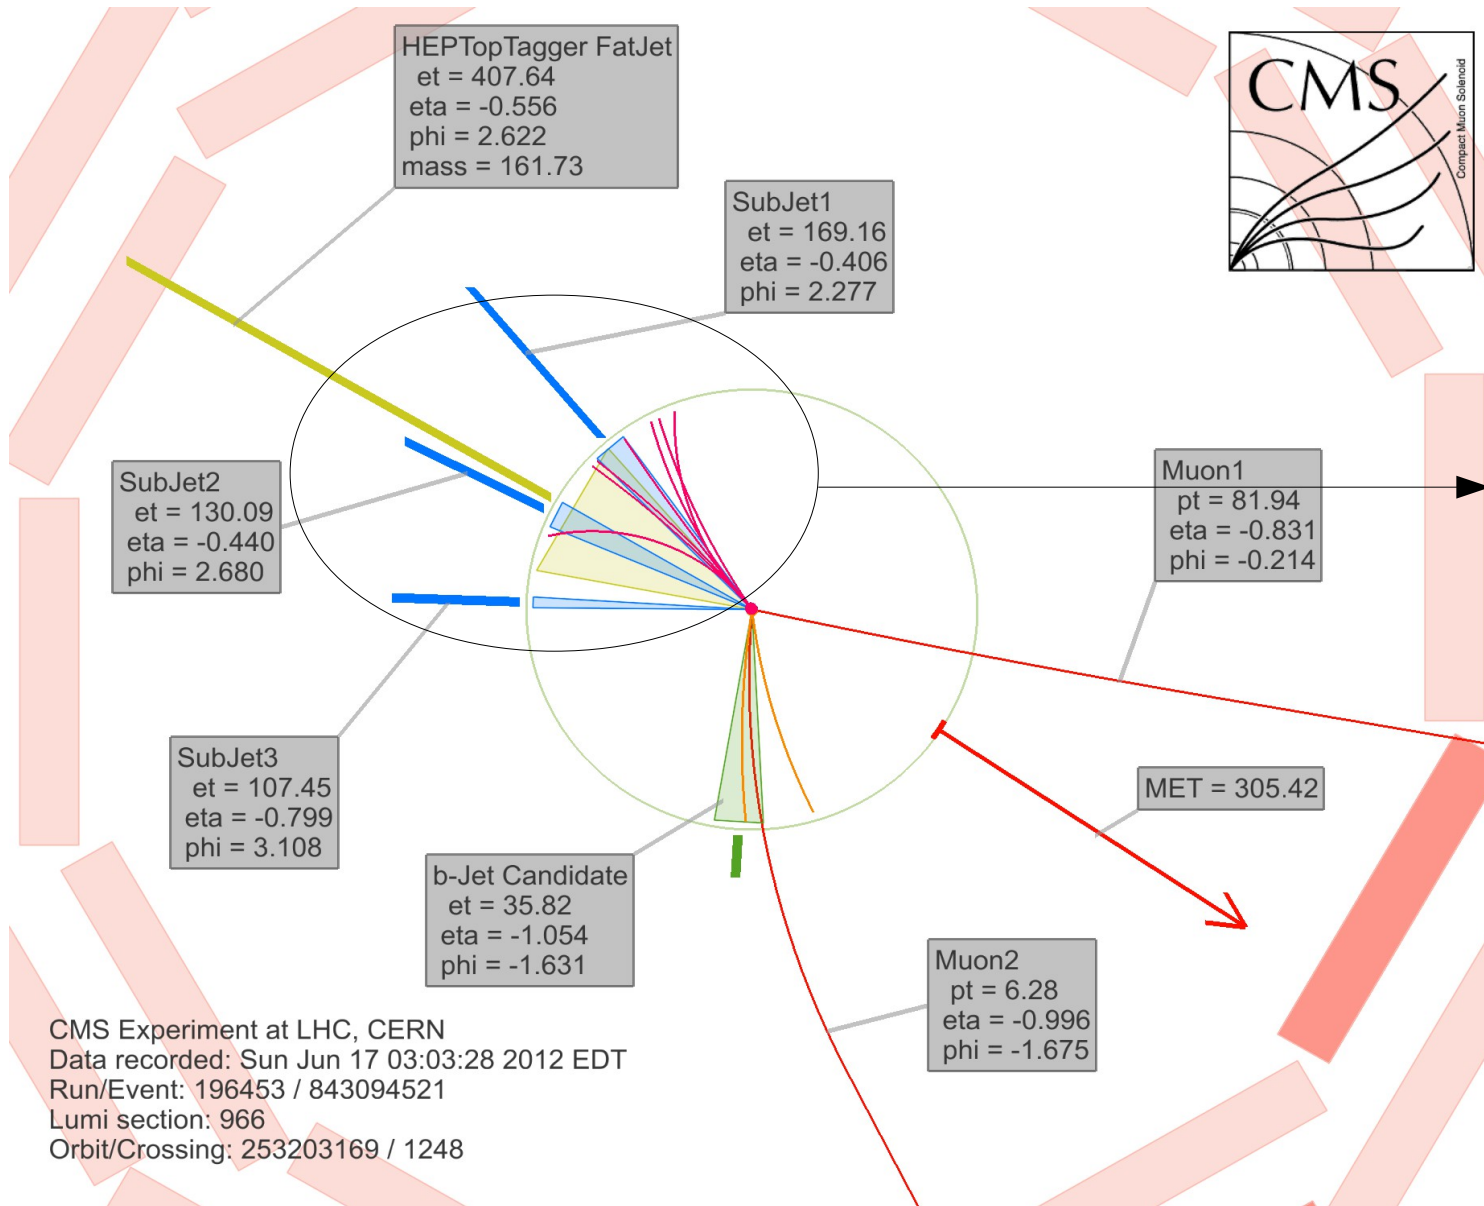 HEPTopTagger FatJet
et = 407.64
eta = -0.556
phi = 2.622
mass = 161.73
CMS
Compact Muon Solenoid
SubJet1
et = 169.16
eta = -0.406
phi = 2.277
SubJet2
et = 130.09
eta = -0.440
phi = 2.680
Muon1
pt = 81.94
eta = -0.831
phi = -0.214
SubJet3
et = 107.45
eta = -0.799
phi = 3.108
MET = 305.42
b-Jet Candidate
et = 35.82
eta = -1.054
phi = -1.631
Muon2
pt = 6.28
eta = -0.996
phi = -1.675
CMS Experiment at LHC, CERN
Data recorded: Sun Jun 17 03:03:28 2012 EDT
Run/Event: 196453 / 843094521
Lumi section: 966
Orbit/Crossing: 253203169 / 1248